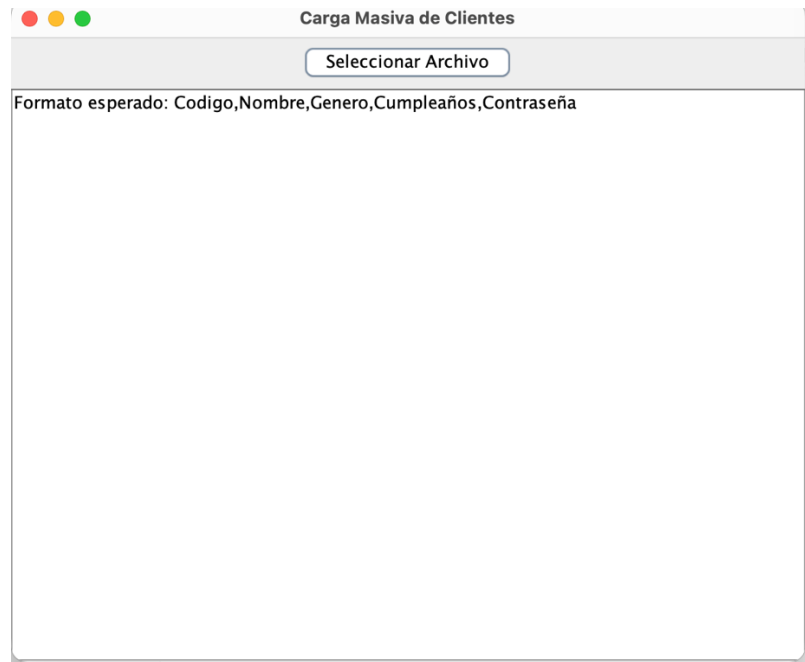 Carga Masiva de Clientes
Seleccionar Archivo
Formato esperado: Codigo,Nombre,Genero,Cumpleaños,Contraseña